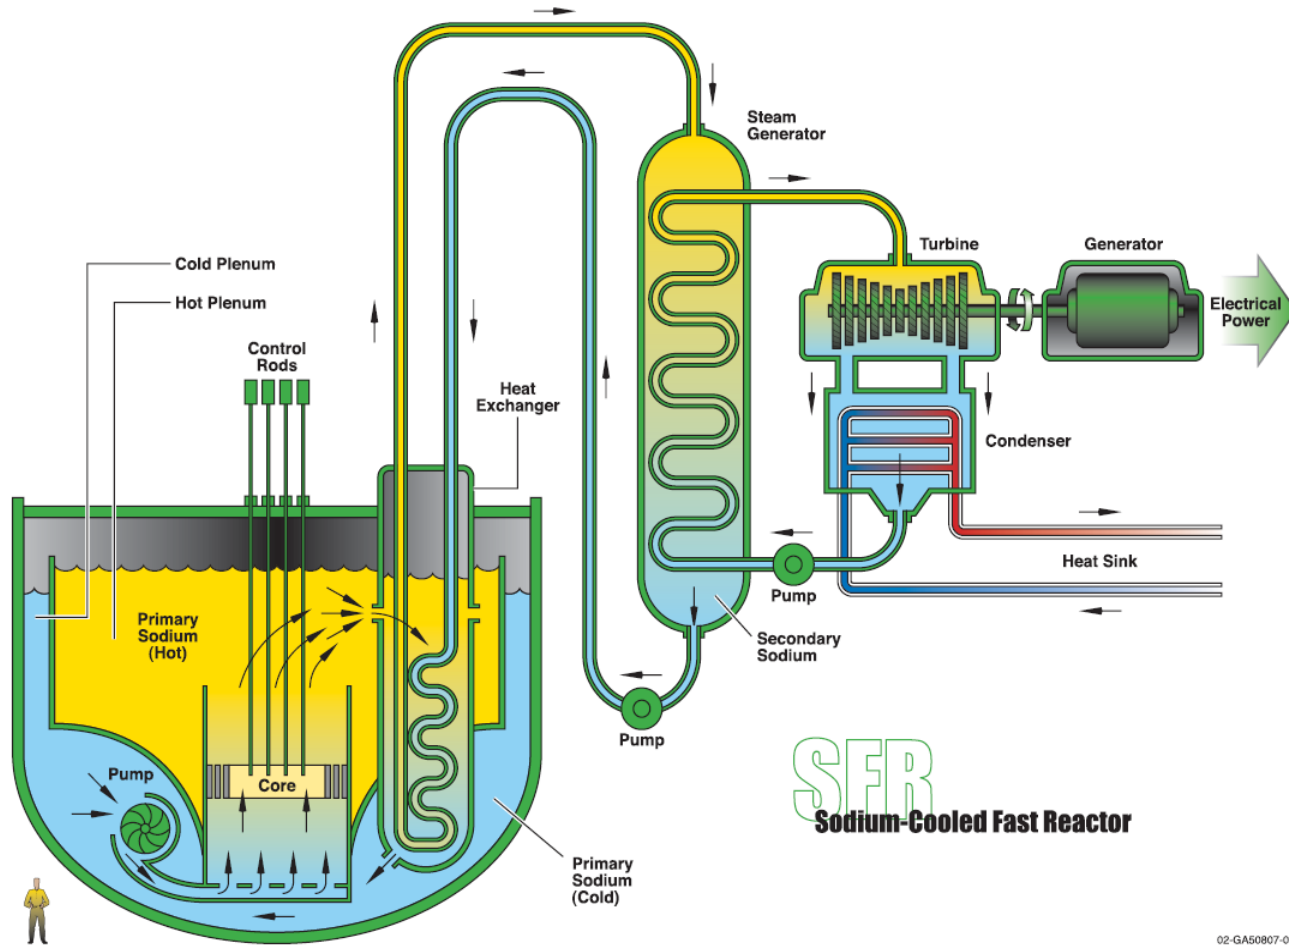 Steam
Generator
Turbine
Generator
Cold Plenum
Hot Plenum
Electrical
Power
Control
Rods
Heat
Exchanger
Condenser
Heat Sink
Pump
Primary
Sodium
(Hot)
Secondary
Sodium
Pump
Pump
Core
SFR
Sodium-Cooled Fast Reactor
Primary
Sodium
(Cold)
02-GA50807-0